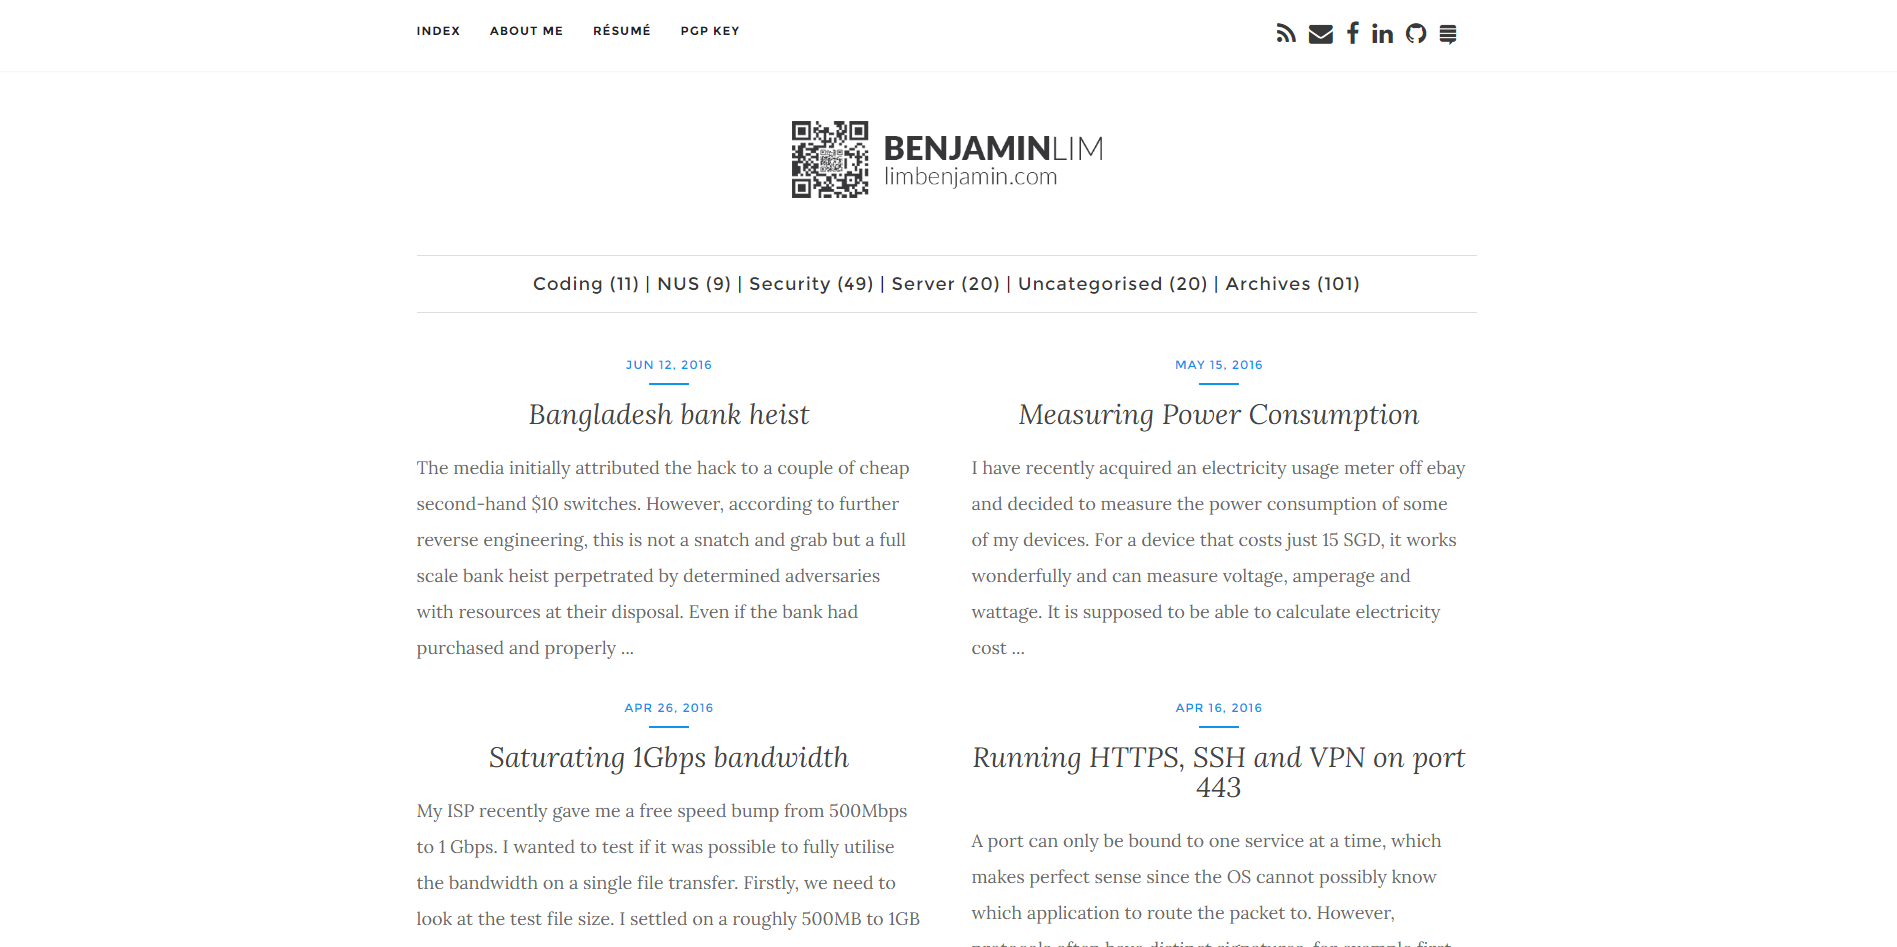 INDEX ABOUT ME RÉSUMÉ PGP KEY
BENJAMINLIM
limbenjamin.com
Coding (11) | NUS (9) | Security (49) | Server (20) | Uncategorised (20) | Archives (101)
JUN 12, 2016
Bangladesh bank heist
The media initially attributed the hack to a couple of cheap
second-hand $10 switches. However, according to further
reverse engineering, this is not a snatch and grab but a full
scale bank heist perpetrated by determined adversaries
with resources at their disposal. Even if the bank had
purchased and properly ...
MAY 15, 2016
Measuring Power Consumption
I have recently acquired an electricity usage meter off ebay
and decided to measure the power consumption of some
of my devices. For a device that costs just 15 SGD, it works
wonderfully and can measure voltage, amperage and
wattage. It is supposed to be able to calculate electricity
cost ...
APR 26, 2016
Saturating 1Gbps bandwidth
My ISP recently gave me a free speed bump from 500Mbps
to 1 Gbps. I wanted to test if it was possible to fully utilise
the bandwidth on a single file transfer. Firstly, we need to
look at the test file size. I settled on a roughly 500MB to 1GB
APR 16, 2016
Running HTTPS, SSH and VPN on port
443
A port can only be bound to one service at a time, which
makes perfect sense since the OS cannot possibly know
which application to route the packet to. However,
protocols often have distinct signatures, for example first